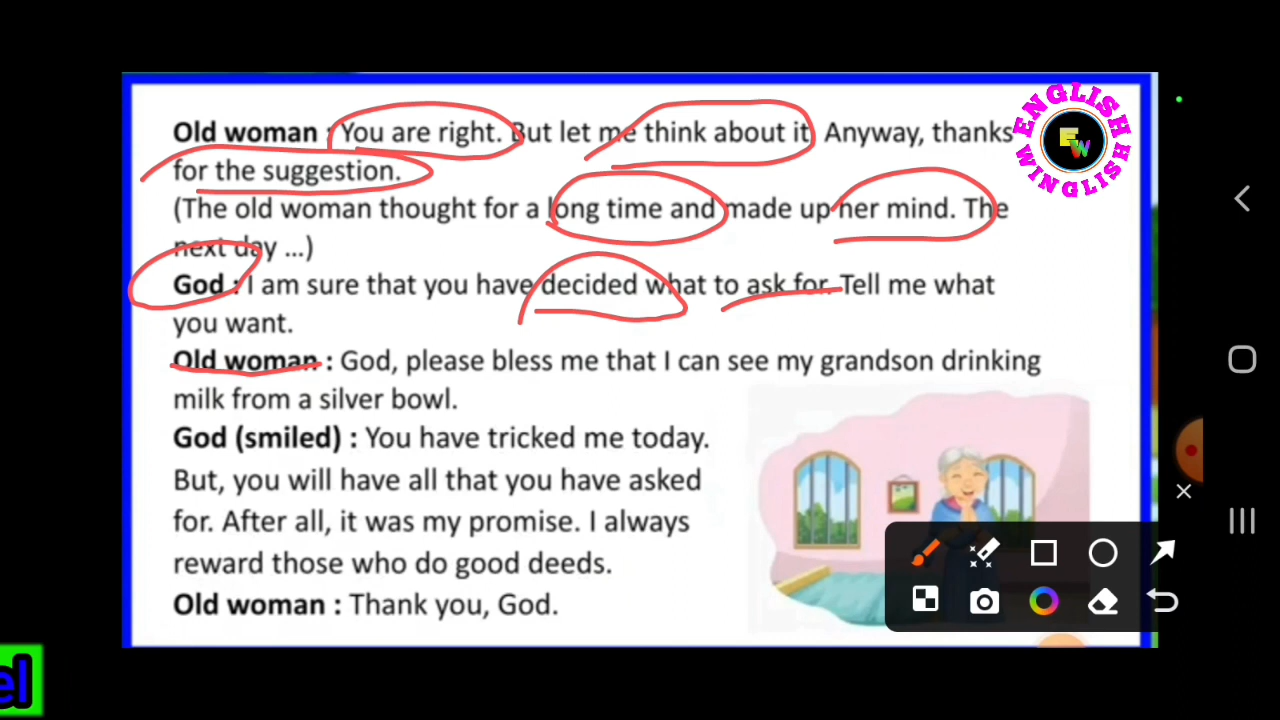 Old woman : You are right. But let me think about it. Anyway, thanks
for the suggestion.
(The old woman thought for a long time and made up her mind. The
next day ...)
God : I am sure that you have decided what to ask for. Tell me what
you want.
Old woman : God, please bless me that I can see my grandson drinking
milk from a silver bowl.
God (smiled) : You have tricked me today.
But, you will have all that you have asked
for. After all, it was my promise. I always
reward those who do good deeds.
Old woman : Thank you, God.
ENGLISH
EW
WINGLISH
el